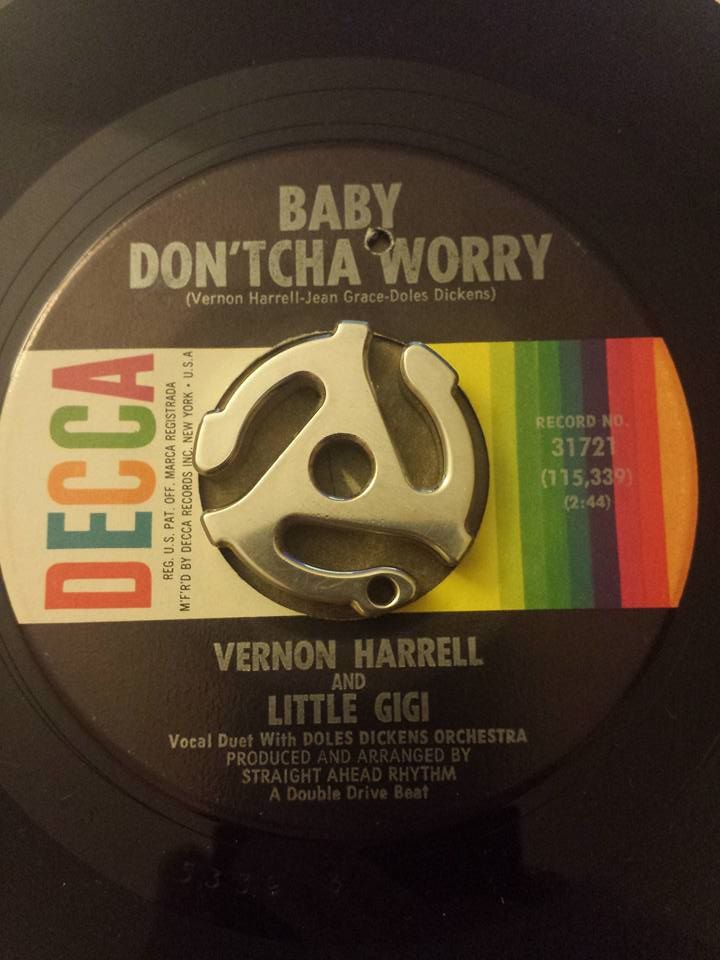 BABY
DON'TCHA WORRY
(Vernon Harrell-Jean Grace-Doles Dickens)
DECCA
REG. U.S. PAT. OFF. MARCA REGISTRADA
M'F'R'D BY DECCA RECORDS INC. NEW YORK • U.S.A
RECORD NO.
31721
(115,339)
(2:44)
VERNON HARRELL
AND
LITTLE GIGI
Vocal Duet With DOLES DICKENS ORCHESTRA
PRODUCED AND ARRANGED BY
STRAIGHT AHEAD RHYTHM
A Double Drive Beat